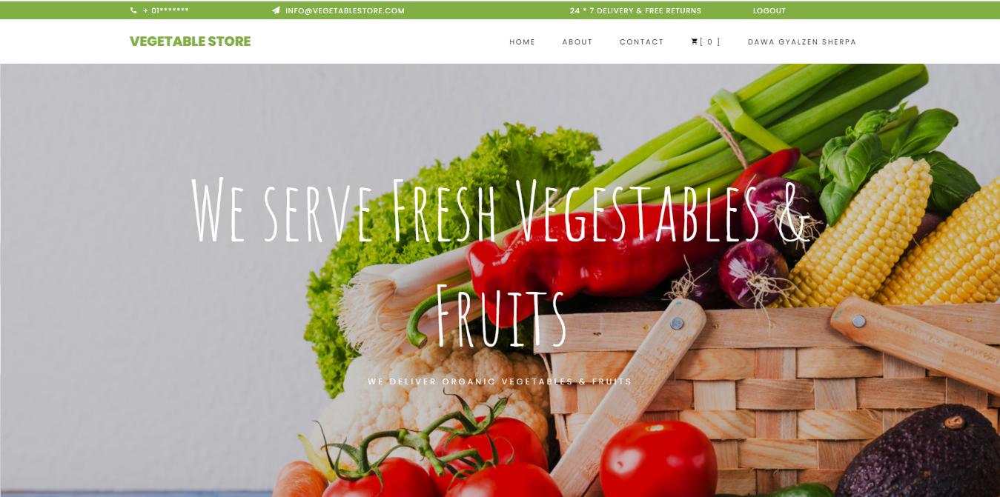 + 01******* INFO@VEGETABLESTORE.COM 24 * 7 DELIVERY & FREE RETURNS LOGOUT
VEGETABLE STORE HOME ABOUT CONTACT [ 0 ] DAWA GYALZEN SHERPA
We serve Fresh Vegestables &
Fruits
WE DELIVER ORGANIC VEGETABLES & FRUITS